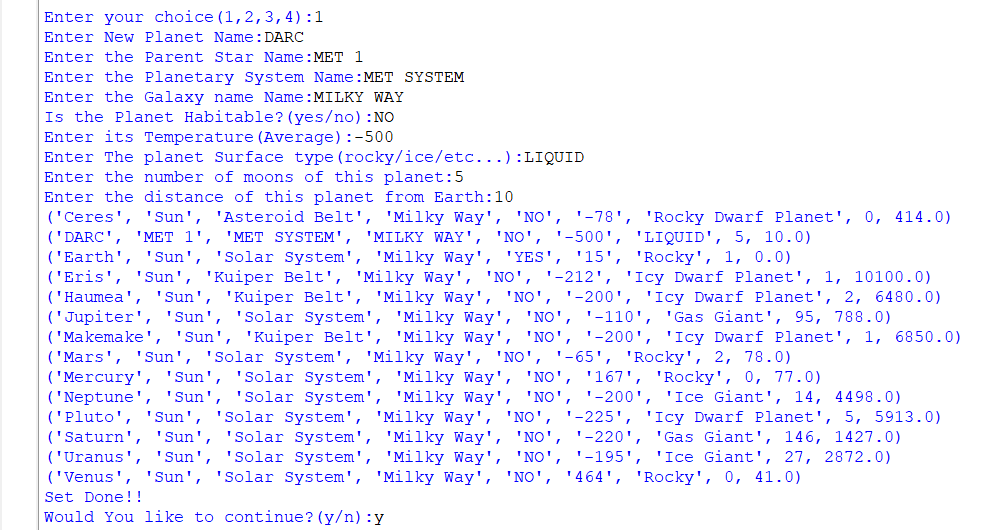 Enter your choice(1,2,3,4):1
Enter New Planet Name:DARC
Enter the Parent Star Name:MET 1
Enter the Planetary System Name:MET SYSTEM
Enter the Galaxy name Name:MILKY WAY
Is the Planet Habitable?(yes/no):NO
Enter its Temperature(Average):-500
Enter The planet Surface type(rocky/ice/etc...):LIQUID
Enter the number of moons of this planet:5
Enter the distance of this planet from Earth:10
('Ceres', 'Sun', 'Asteroid Belt', 'Milky Way', 'NO', '-78', 'Rocky Dwarf Planet', 0, 414.0)
('DARC', 'MET 1', 'MET SYSTEM', 'MILKY WAY', 'NO', '-500', 'LIQUID', 5, 10.0)
('Earth', 'Sun', 'Solar System', 'Milky Way', 'YES', '15', 'Rocky', 1, 0.0)
('Eris', 'Sun', 'Kuiper Belt', 'Milky Way', 'NO', '-212', 'Icy Dwarf Planet', 1, 10100.0)
('Haumea', 'Sun', 'Kuiper Belt', 'Milky Way', 'NO', '-200', 'Icy Dwarf Planet', 2, 6480.0)
('Jupiter', 'Sun', 'Solar System', 'Milky Way', 'NO', '-110', 'Gas Giant', 95, 788.0)
('Makemake', 'Sun', 'Kuiper Belt', 'Milky Way', 'NO', '-200', 'Icy Dwarf Planet', 1, 6850.0)
('Mars', 'Sun', 'Solar System', 'Milky Way', 'NO', '-65', 'Rocky', 2, 78.0)
('Mercury', 'Sun', 'Solar System', 'Milky Way', 'NO', '167', 'Rocky', 0, 77.0)
('Neptune', 'Sun', 'Solar System', 'Milky Way', 'NO', '-200', 'Ice Giant', 14, 4498.0)
('Pluto', 'Sun', 'Solar System', 'Milky Way', 'NO', '-225', 'Icy Dwarf Planet', 5, 5913.0)
('Saturn', 'Sun', 'Solar System', 'Milky Way', 'NO', '-220', 'Gas Giant', 146, 1427.0)
('Uranus', 'Sun', 'Solar System', 'Milky Way', 'NO', '-195', 'Ice Giant', 27, 2872.0)
('Venus', 'Sun', 'Solar System', 'Milky Way', 'NO', '464', 'Rocky', 0, 41.0)
Set Done!!
Would You like to continue?(y/n):y